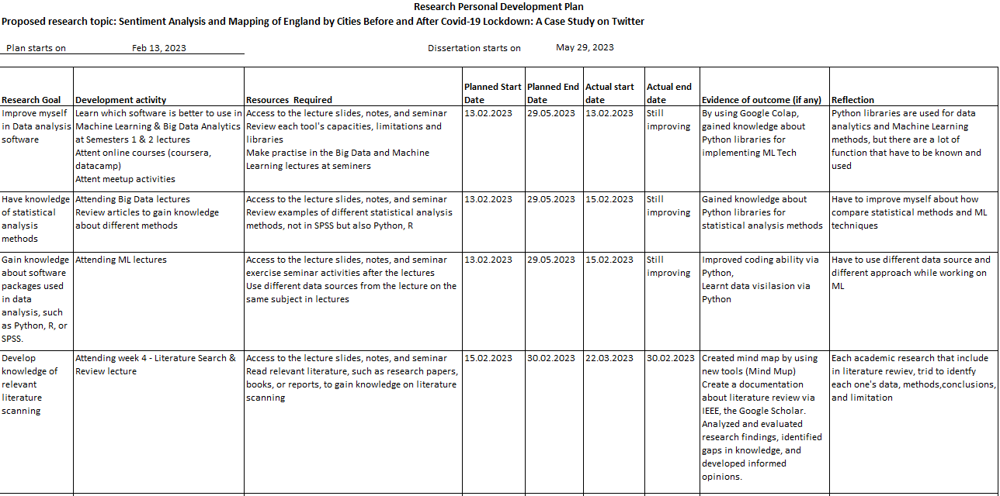 Research Personal Development Plan
Proposed research topic: Sentiment Analysis and Mapping of England by Cities Before and After Covid-19 Lockdown: A Case Study on Twitter
Plan starts on Feb 13, 2023 Dissertation starts on May 29, 2023
Research Goal
Development activity
Resources Required
Planned Start
Date
Planned End
Date
Actual start
date
Actual end
date
Evidence of outcome (if any)
Reflection
Improve myself
in Data analysis
software
Learn which software is better to use in
Machine Learning & Big Data Analytics
at Semesters 1 & 2 lectures
Attent online courses (coursera,
datacamp)
Attent meetup activities
Access to the lecture slides, notes, and seminar
Review each tool's capacities, limitations and
libraries
Make practise in the Big Data and Machine
Learning lectures at seminers
13.02.2023
29.05.2023
13.02.2023
Still
improving
By using Google Colap,
gained knowledge about
Python libraries for
implementing ML Tech
Python libraries are used for data
analytics and Machine Learning
methods, but there are a lot of
function that have to be known and
used
Have knowledge
of statistical
analysis
methods
Attending Big Data lectures
Review articles to gain knowledge
about different methods
Access to the lecture slides, notes, and seminar
Review examples of different statistical analysis
methods, not in SPSS but also Python, R
13.02.2023
29.05.2023
15.02.2023
Still
improving
Gained knowledge about
Python libraries for
statistical analysis methods
Have to improve myself about how
compare statistical methods and ML
techniques
Gain knowledge
about software
packages used
in data
analysis, such
as Python, R, or
SPSS.
Attending ML lectures
Access to the lecture slides, notes, and seminar
exercise seminar activities after the lectures
Use different data sources from the lecture on the
same subject in lectures
13.02.2023
29.05.2023
15.02.2023
Still
improving
Improved coding ability via
Python,
Learnt data visilasion via
Python
Have to use different data source and
different approach while working on
ML
Develop
knowledge of
relevant
literature
scanning
Attending week 4 - Literature Search &
Review lecture
Access to the lecture slides, notes, and seminar
Read relevant literature, such as research papers,
books, or reports, to gain knowledge on literature
scanning
15.02.2023
30.02.2023
22.03.2023
30.02.2023
Created mind map by using
new tools (Mind Mup)
Create a documentation
about literature review via
IEEE, the Google Scholar.
Analyzed and evaluated
research findings, identified
gaps in knowledge, and
developed informed
opinions.
Each academic research that include
in literature rewiev, trid to identfy
each one's data, methods,conclusions,
and limitation